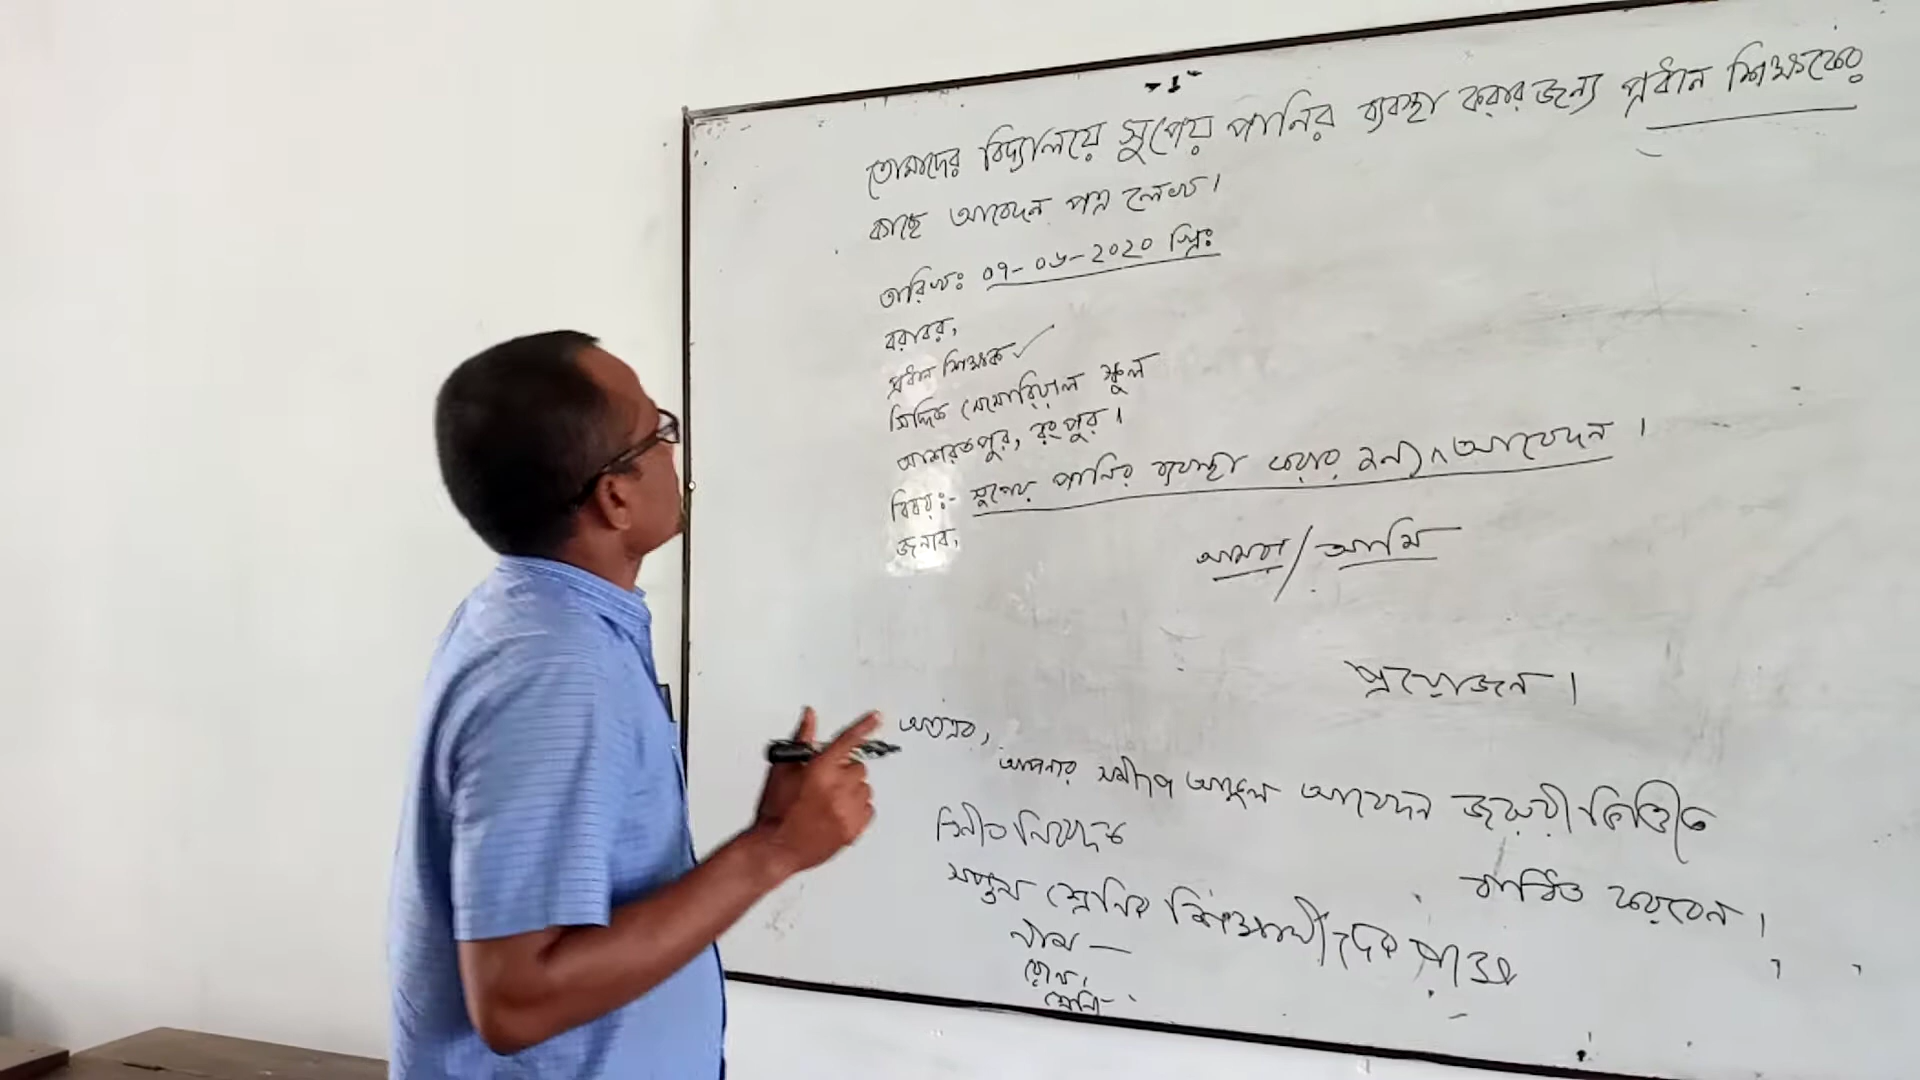 তোমাদের বিদ্যালয়ে সুপেয় পানির ব্যবস্থা করার জন্য প্রধান শিক্ষকের
কাছে আবেদন পত্র লেখ।
তারিখঃ ০৭-০৬-২০২০ খ্রিঃ
বরাবর,
প্রধান শিক্ষক
সিদ্দিক মেমোরিয়াল স্কুল
আশরতপুর, রংপুর।
বিষয়ঃ- সুপেয় পানির ব্যবস্থা করার জন্য আবেদন।
জনাব,
আমরা/আমি
প্রয়োজন।
অতএব,
আপনার সমীপে আকুল আবেদন জরুরী ভিত্তিতে
বাধিত করবেন।
বিনীত নিবেদক
সপ্তম শ্রেনির শিক্ষার্থীদের পক্ষে
নাম —
রোল,
শ্রেনি-